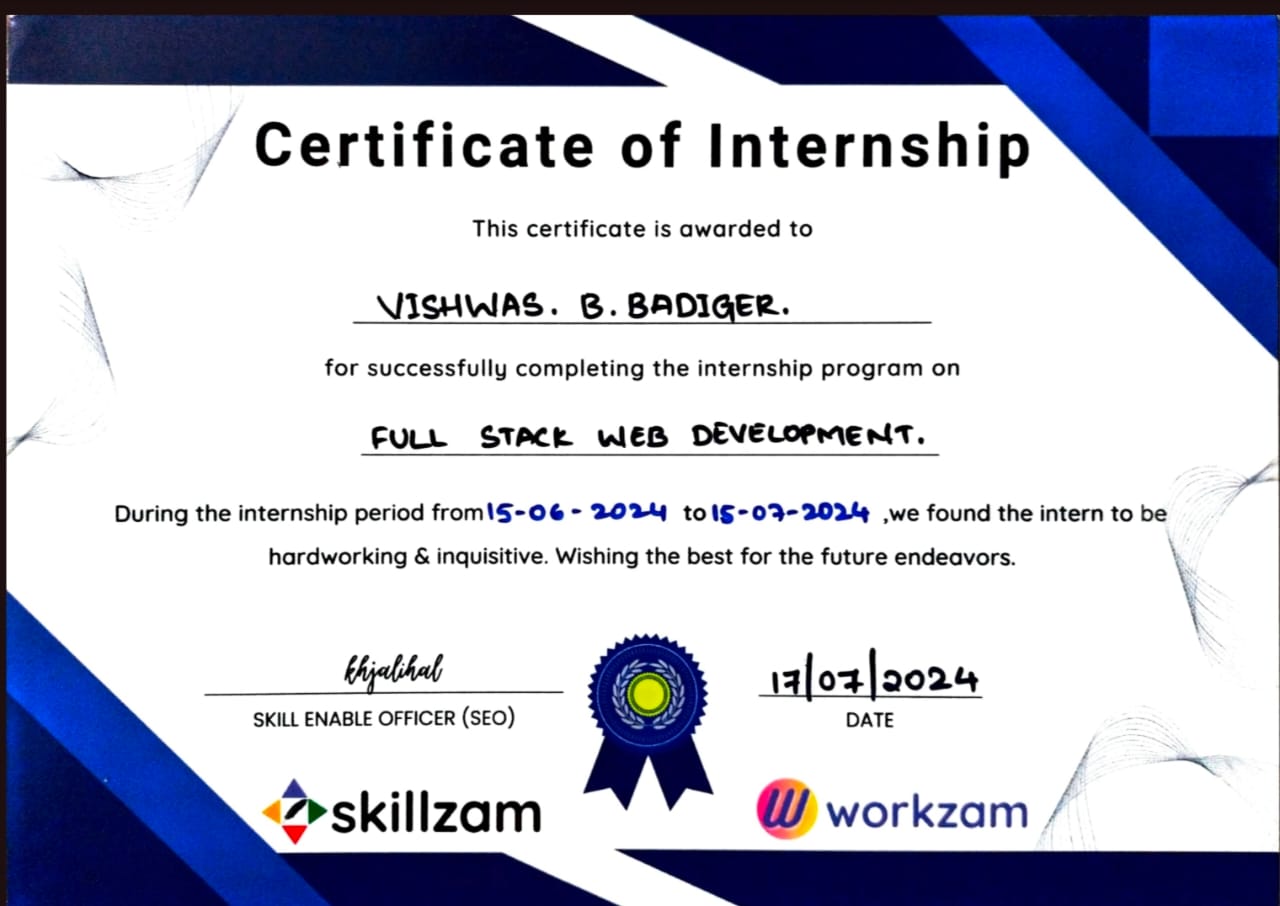 Certificate of Internship
This certificate is awarded to
VISHWAS. B. BADIGER.
for successfully completing the internship program on
FULL STACK WEB DEVELOPMENT.
During the internship period from 15-06-2024 to 15-07-2024 ,we found the intern to be
hardworking & inquisitive. Wishing the best for the future endeavors.
khjalihal
SKILL ENABLE OFFICER (SEO)
17/07/2024
DATE
skillzam
workzam